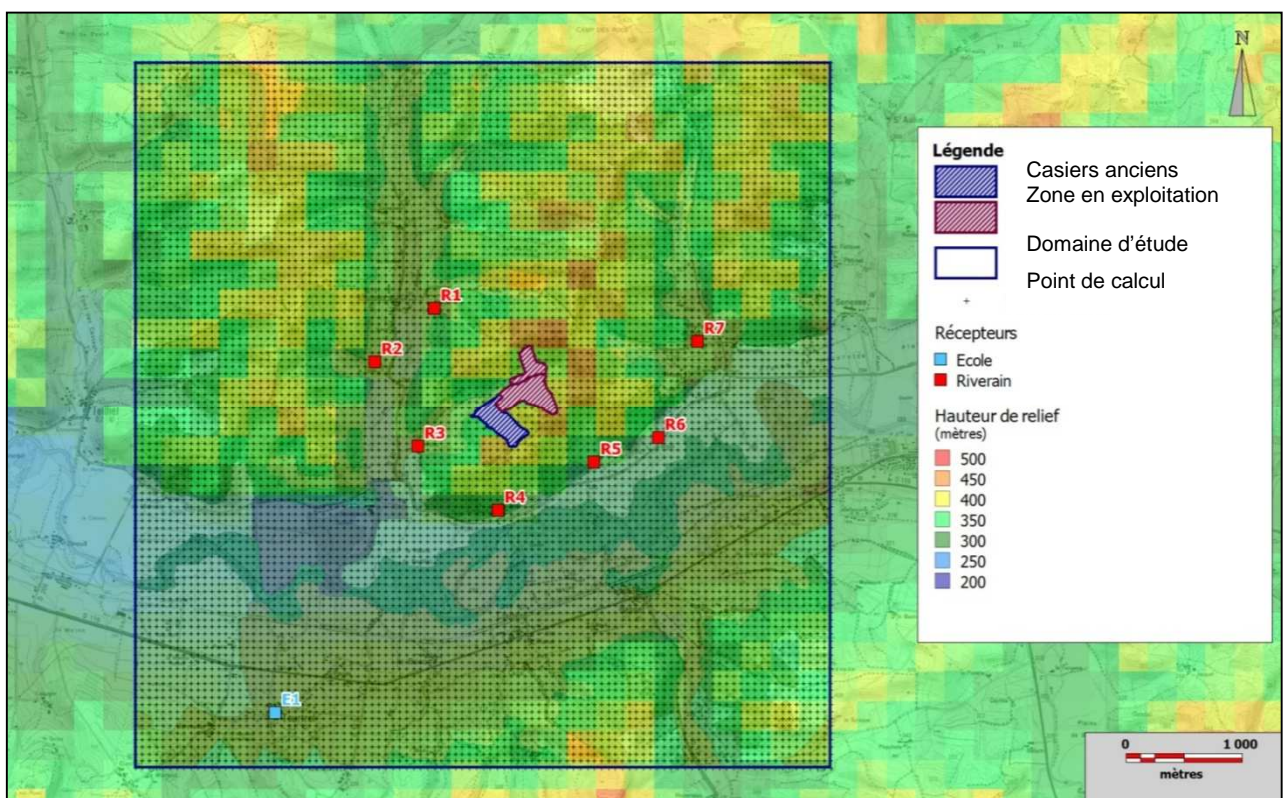 N
Légende
Casiers anciens
Zone en exploitation
Domaine d'étude
Point de calcul
Récepteurs
Ecole
Riverain
Hauteur de relief
(mètres)
500
450
400
350
300
250
200
R1
R2
R7
R3
R6
R5
R4
E1
0 1 000
mètres